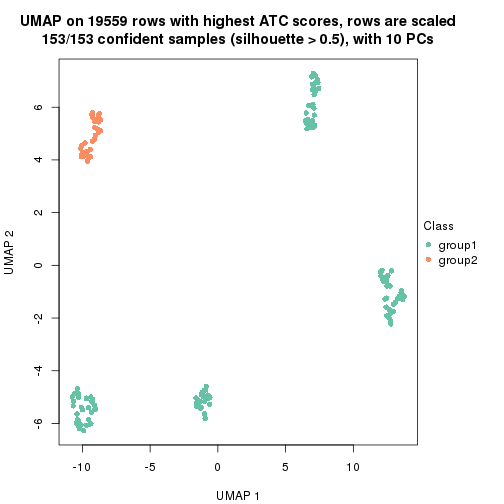 UMAP on 19559 rows with highest ATC scores, rows are scaled
153/153 confident samples (silhouette > 0.5), with 10 PCs
6
4
2
0
-2
-4
-6
UMAP 2
-10
-5
0
5
10
UMAP 1
Class
group1
group2